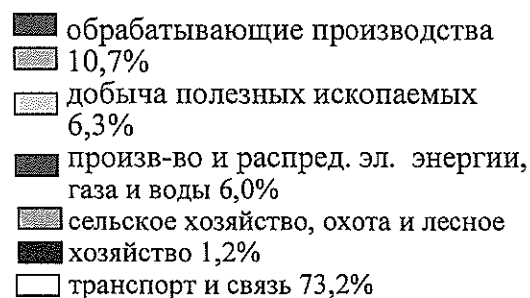 обрабатывающие производства
10,7%
добыча полезных ископаемых
6,3%
произв-во и распред. эл. энергии,
газа и воды 6,0%
сельское хозяйство, охота и лесное
хозяйство 1,2%
транспорт и связь 73,2%